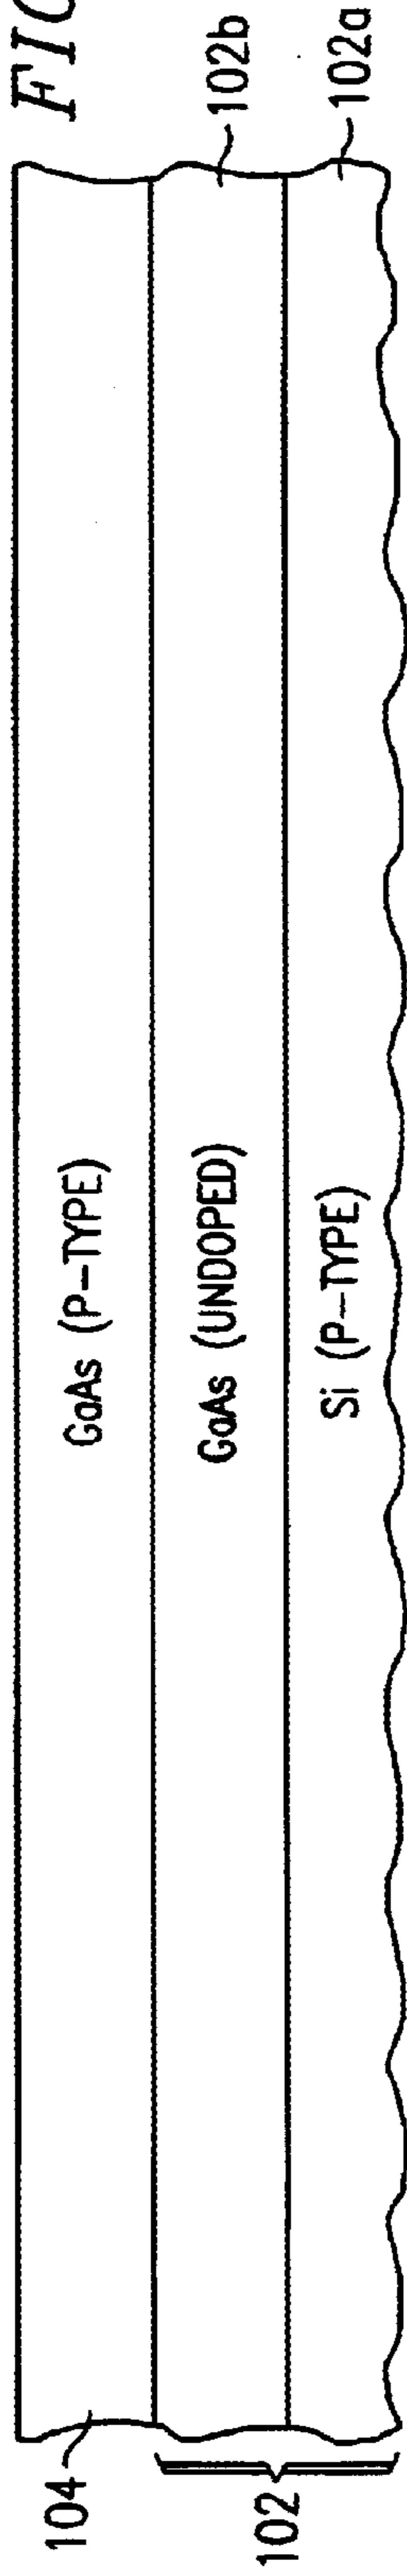 FIG
104
GaAs (P-TYPE)
102
GaAs (UNDOPED)
102b
Si (P-TYPE)
102a